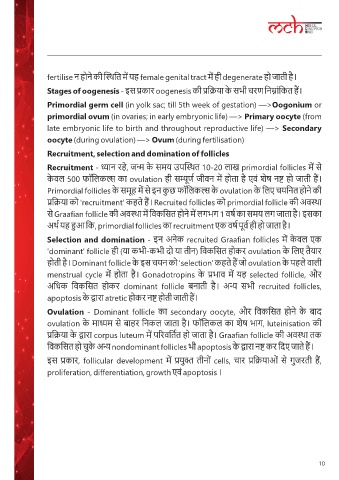 mch
fertilise न होने की स्थिति में यह female genital tract में ही degenerate हो जाती है।
Stages of oogenesis - इस प्रकार oogenesis की प्रक्रिया के सभी चरण निम्नांकित हैं।
Primordial germ cell (in yolk sac; till 5th week of gestation) —>Oogonium or
primordial ovum (in ovaries; in early embryonic life) —> Primary oocyte (from
late embryonic life to birth and throughout reproductive life) —> Secondary
oocyte (during ovulation) —> Ovum (during fertilisation)
Recruitment, selection and domination of follicles
Recruitment - ध्यान रहे, जन्म के समय उपस्थित 10-20 लाख primordial follicles में से
केवल 500 फॉलिकल्स का ovulation ही सम्पूर्ण जीवन में होता है एवं शेष नष्ट हो जाती हैं।
Primordial follicles के समूह में से इन कुछ फॉलिकल्स के ovulation के लिए चयनित होने की
प्रक्रिया को 'recruitment' कहते हैं। Recruited follicles को primordial follicle की अवस्था
से Graafian follicle की अवस्था में विकसित होने में लगभग 1 वर्ष का समय लग जाता है। इसका
अर्थ यह हुआ कि, primordial follicles का recruitment एक वर्ष पूर्व ही हो जाता है।
Selection and domination - इन अनेक recruited Graafian follicles में केवल एक
'dominant' follicle ही (या कभी-कभी दो या तीन) विकसित होकर ovulation के लिए तैयार
होती है। Dominant follicle के इस चयन को 'selection' कहते हैं जो ovulation के पहले वाली
menstrual cycle में होता है। Gonadotropins के प्रभाव में यह selected follicle, और
अधिक विकसित होकर dominant follicle बनाती है। अन्य सभी recruited follicles,
apoptosis के द्वारा atretic होकर नष्ट होती जाती हैं।
Ovulation - Dominant follicle का secondary oocyte, और विकसित होने के बाद
ovulation के माध्यम से बाहर निकल जाता है। फॉलिकल का शेष भाग, luteinisation की
प्रक्रिया के द्वारा corpus luteum में परिवर्तित हो जाता है। Graafian follicle की अवस्था तक
विकसित हो चुके अन्य nondominant follicles भी apoptosis के द्वारा नष्ट कर दिए जाते हैं।
इस प्रकार, follicular development में प्रयुक्त तीनों cells, चार प्रक्रियाओं से गुजरती हैं,
proliferation, differentiation, growth एवं apoptosis ।
10